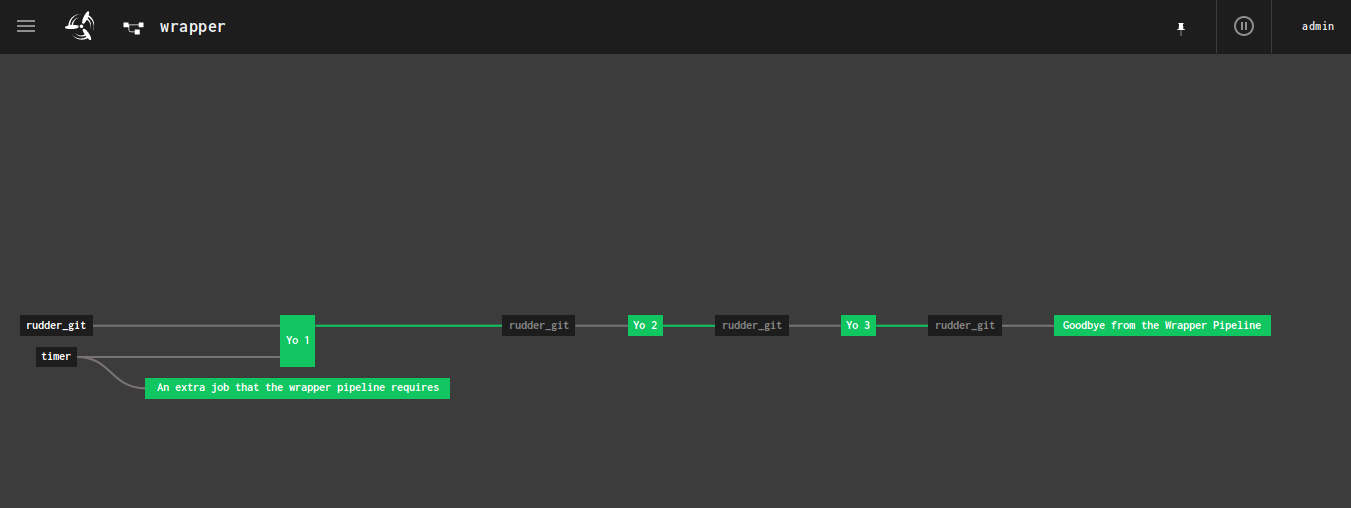 wrapper
admin
rudder_git
Yo 1
rudder_git
Yo 2
rudder_git
Yo 3
rudder_git
Goodbye from the Wrapper Pipeline
timer
An extra job that the wrapper pipeline requires